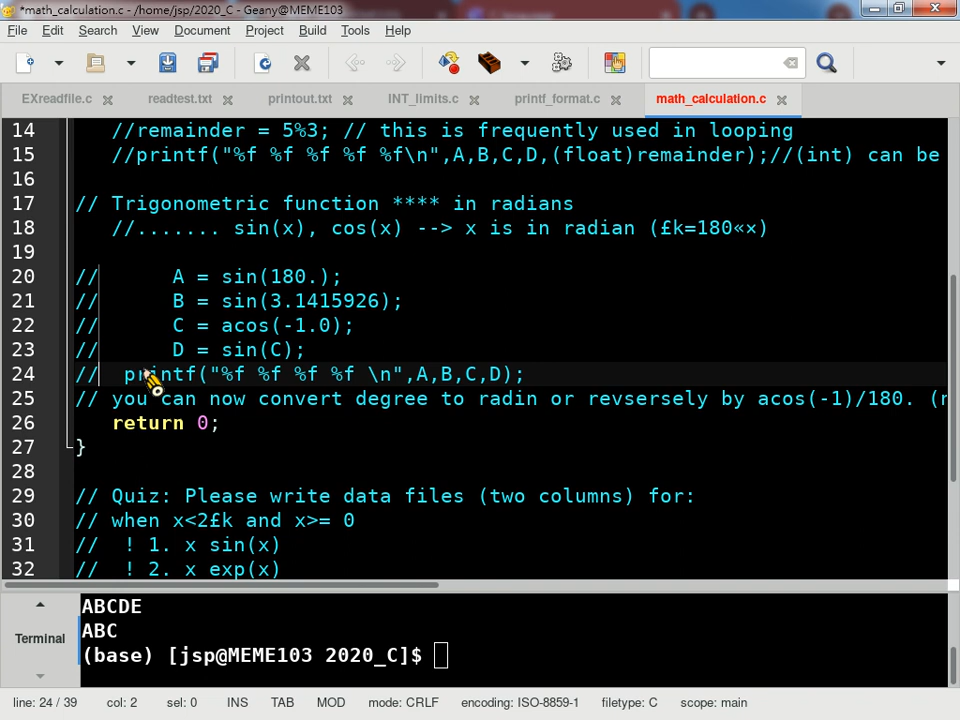 *math_calculation.c - /home/jsp/2020_C - Geany@MEME103
File Edit Search View Document Project Build Tools Help
EXreadfile.c readtest.txt printout.txt INT_limits.c printf_format.c math_calculation.c
14 //remainder = 5%3; // this is frequently used in looping
15 //printf("%f %f %f %f %f\n",A,B,C,D,(float)remainder);//(int) can be
16
17 // Trigonometric function **** in radians
18 //....... sin(x), cos(x) --> x is in radian (£k=180«×)
19
20 // A = sin(180.);
21 // B = sin(3.1415926);
22 // C = acos(-1.0);
23 // D = sin(C);
24 // printf("%f %f %f %f \n",A,B,C,D);
25 // you can now convert degree to radin or revsersely by acos(-1)/180. (
26 return 0;
27 }
28
29 // Quiz: Please write data files (two columns) for:
30 // when x<2£k and x>= 0
31 // ! 1. x sin(x)
32 // ! 2. x exp(x)
ABCDE
ABC
Terminal
(base) [jsp@MEME103 2020_C]$
line: 24 / 39 col: 2 sel: 0 INS TAB MOD mode: CRLF encoding: ISO-8859-1 filetype: C scope: main